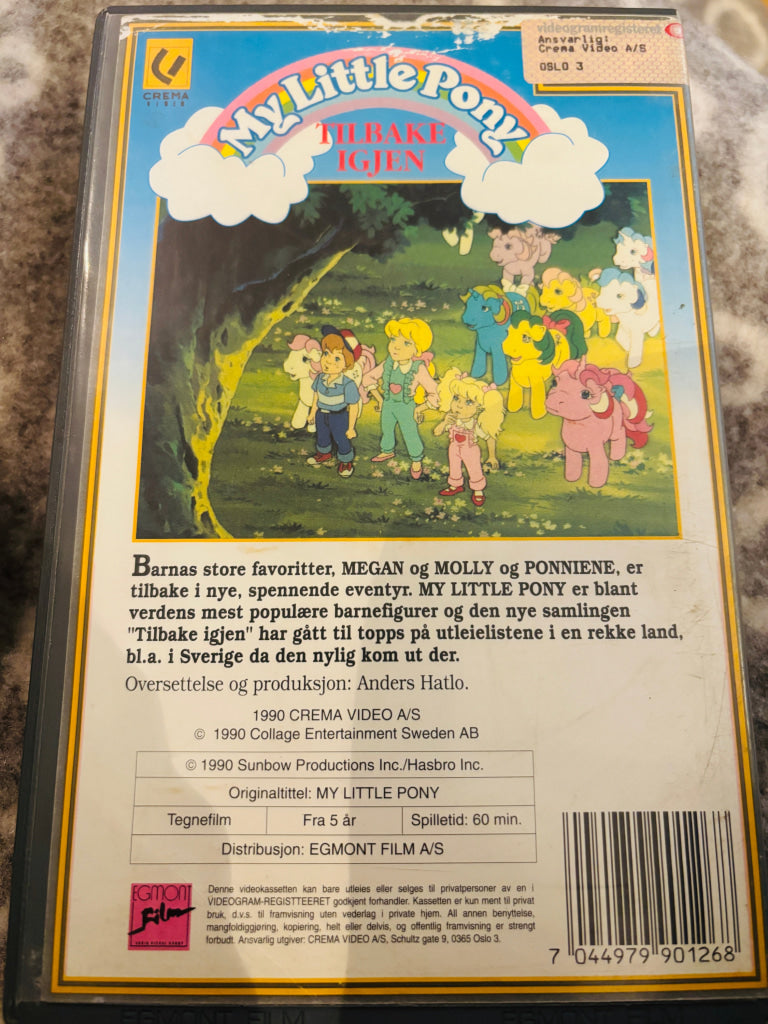 videogramregisteret
Ansvarlig:
Crema Video A/S
OSLO 3
CREMA
VIDEO
My Little Pony
TILBAKE
IGJEN
Barnas store favoritter, MEGAN og MOLLY og PONNIENE, er
tilbake i nye, spennende eventyr. MY LITTLE PONY er blant
verdens mest populære barnefigurer og den nye samlingen
"Tilbake igjen" har gått til topps på utleielistene i en rekke land,
bl.a. i Sverige da den nylig kom ut der.
Oversettelse og produksjon: Anders Hatlo.
1990 CREMA VIDEO A/S
© 1990 Collage Entertainment Sweden AB
© 1990 Sunbow Productions Inc./Hasbro Inc.
Originaltittel: MY LITTLE PONY
Tegnefilm Fra 5 år Spilletid: 60 min.
Distribusjon: EGMONT FILM A/S
EGMONT
Film
Denne videokassetten kan bare utleies eller selges til privatpersoner av en i
VIDEOGRAM-REGISTTEERET godkjent forhandler. Kassetten er kun ment til privat
bruk, d.v.s. til framvisning uten vederlag i private hjem. All annen benyttelse,
mangfoldiggjøring, kopiering, helt eller delvis, og offentlig framvisning er strengt
forbudt. Ansvarlig utgiver: CREMA VIDEO A/S, Schultz gate 9, 0365 Oslo 3.
7 044979 901268
EGMONT FILM
EGMONT FILM